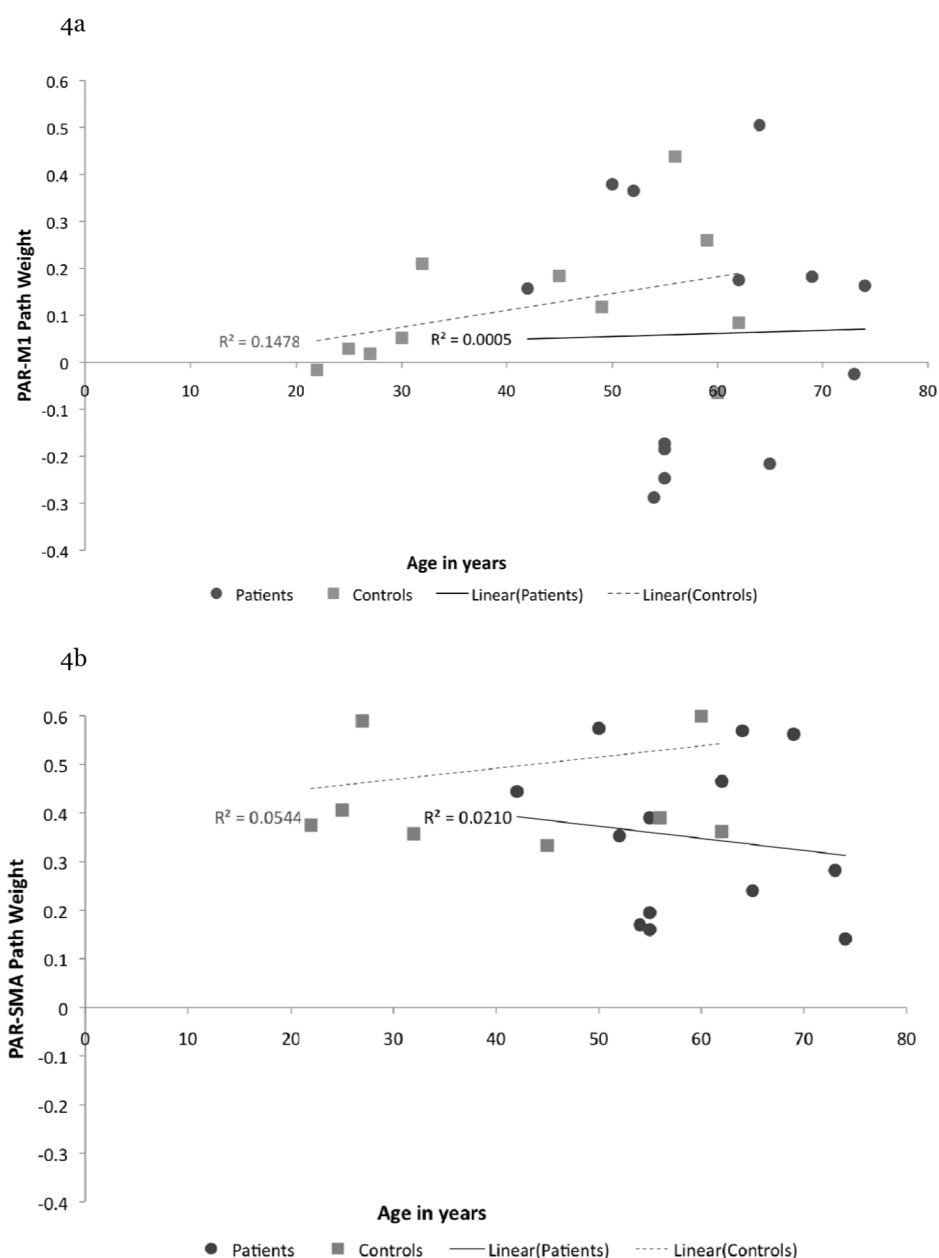 4a
0.6
0.5
0.4
0.3
0.2
0.1
0
-0.1
-0.2
-0.3
-0.4
PAR-M1 Path Weight
R² = 0.1478
R² = 0.0005
0 10 20 30 40 50 60 70 80
Age in years
Patients Controls Linear(Patients) Linear(Controls)
4b
0.6
0.5
0.4
0.3
0.2
0.1
0
-0.1
-0.2
-0.3
-0.4
PAR-SMA Path Weight
R² = 0.0544
R² = 0.0210
0 10 20 30 40 50 60 70 80
Age in years
Patients Controls Linear(Patients) Linear(Controls)